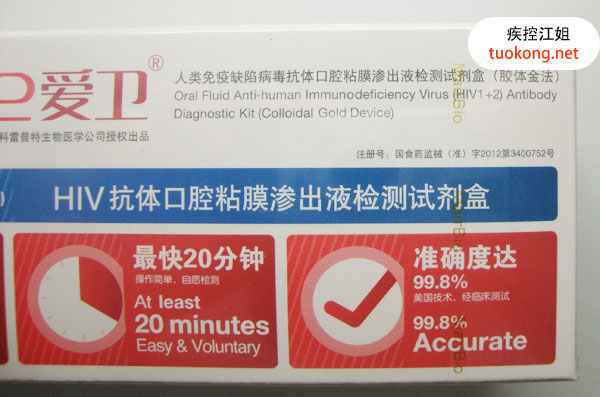 疾控江姐
tuokong.net
爱卫®
人类免疫缺陷病毒抗体口腔粘膜渗出液检测试剂盒（胶体金法）
Oral Fluid Anti-human Immunodeficiency Virus (HIV1+2) Antibody
Diagnostic Kit (Colloidal Gold Device)
科雷普特生物医学公司授权出品
注册号：国食药监械（准）字2012第3400752号
HIV 抗体口腔粘膜渗出液检测试剂盒
最快20分钟
操作简单、自愿检测
At least
20 minutes
Easy & Voluntary
准确度达
99.8%
美国技术、经临床测试
99.8%
Accurate